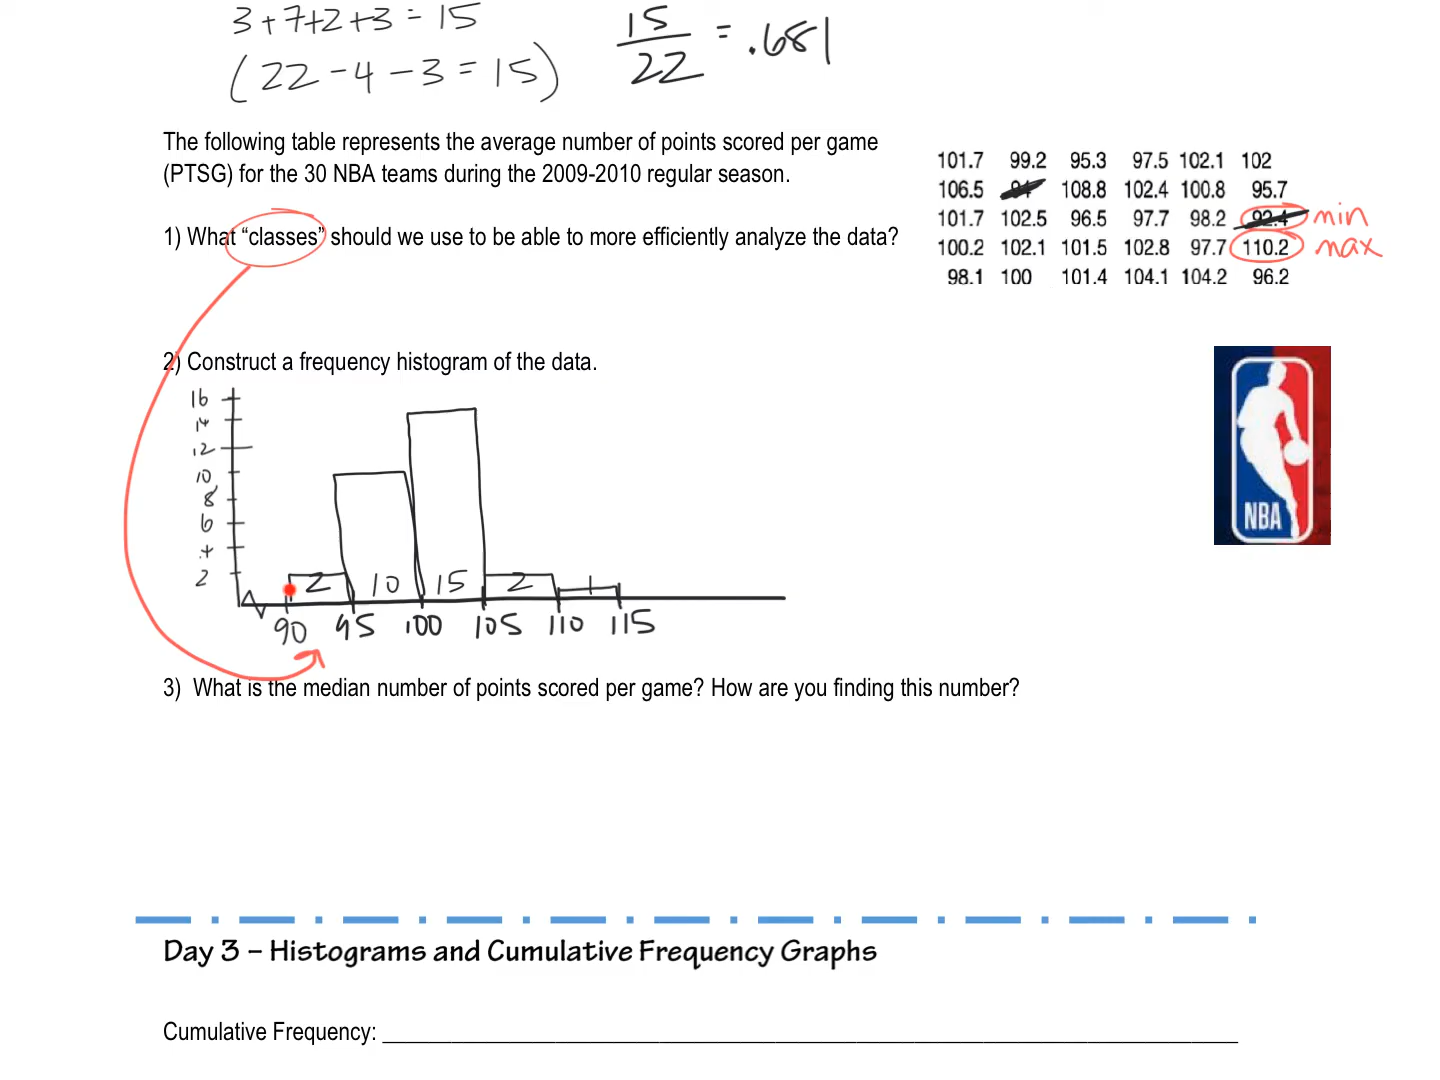 3+7+2+3=15
(22-4-3=15)
15
22
= .681
The following table represents the average number of points scored per game
(PTSG) for the 30 NBA teams during the 2009-2010 regular season.
101.7 99.2 95.3 97.5 102.1 102
106.5 94 108.8 102.4 100.8 95.7
101.7 102.5 96.5 97.7 98.2 92.4 min
100.2 102.1 101.5 102.8 97.7 110.2 max
98.1 100 101.4 104.1 104.2 96.2
1) What “classes” should we use to be able to more efficiently analyze the data?
2) Construct a frequency histogram of the data.
16
14
12
10
8
6
4
2
2 10 15 2 1
90 95 100 105 110 115
NBA
3) What is the median number of points scored per game? How are you finding this number?
Day 3 – Histograms and Cumulative Frequency Graphs
Cumulative Frequency: